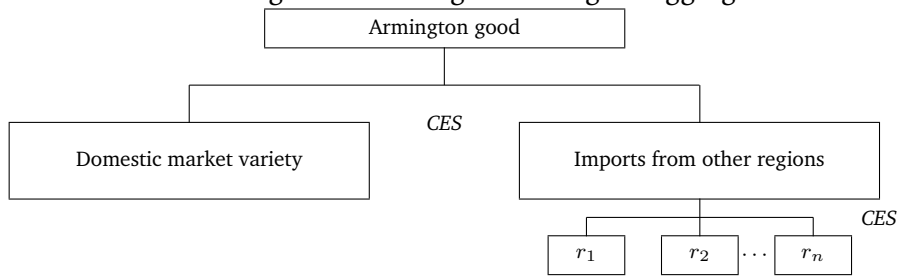 Armington good
CES
Domestic market variety
Imports from other regions
CES
r1 r2 ... rn